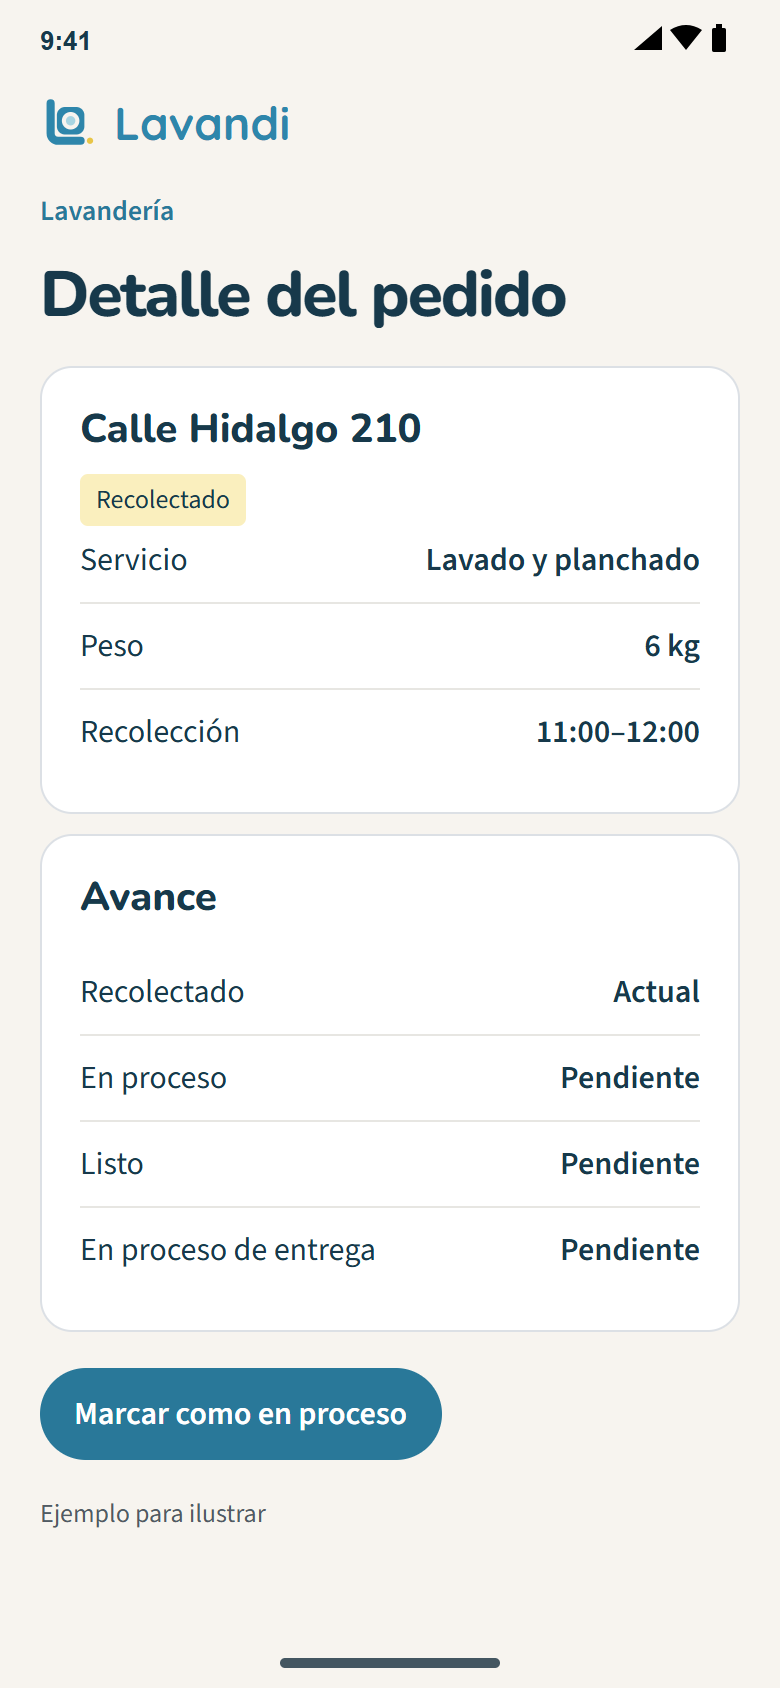 9:41
Lavandi
Lavandería
Detalle del pedido
Calle Hidalgo 210
Recolectado
Servicio Lavado y planchado
Peso 6 kg
Recolección 11:00–12:00
Avance
Recolectado Actual
En proceso Pendiente
Listo Pendiente
En proceso de entrega Pendiente
Marcar como en proceso
Ejemplo para ilustrar